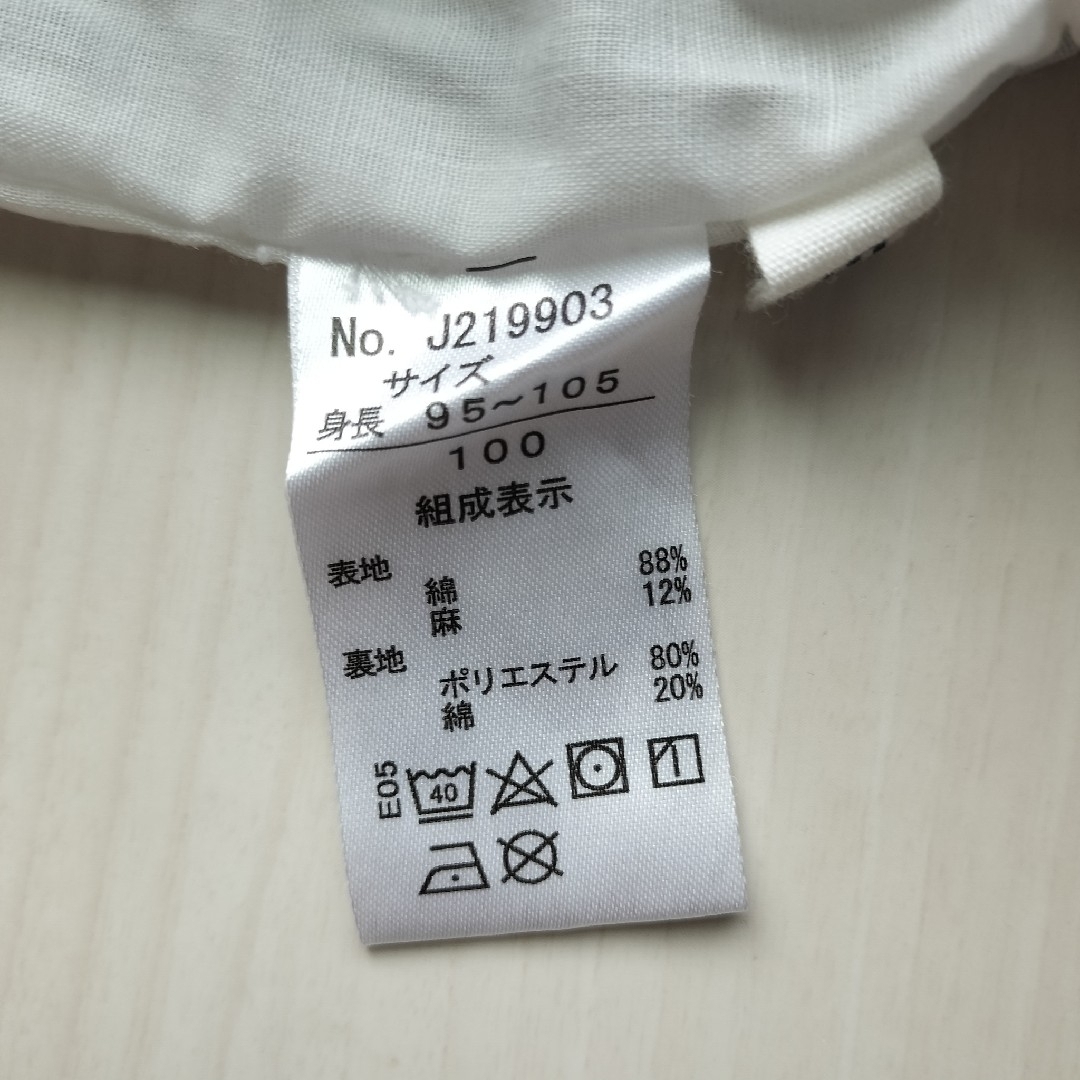 No. J219903
サイズ
身長 95~105
100
組成表示
表地
綿 88%
麻 12%
裏地
ポリエステル 80%
綿 20%
E05 40